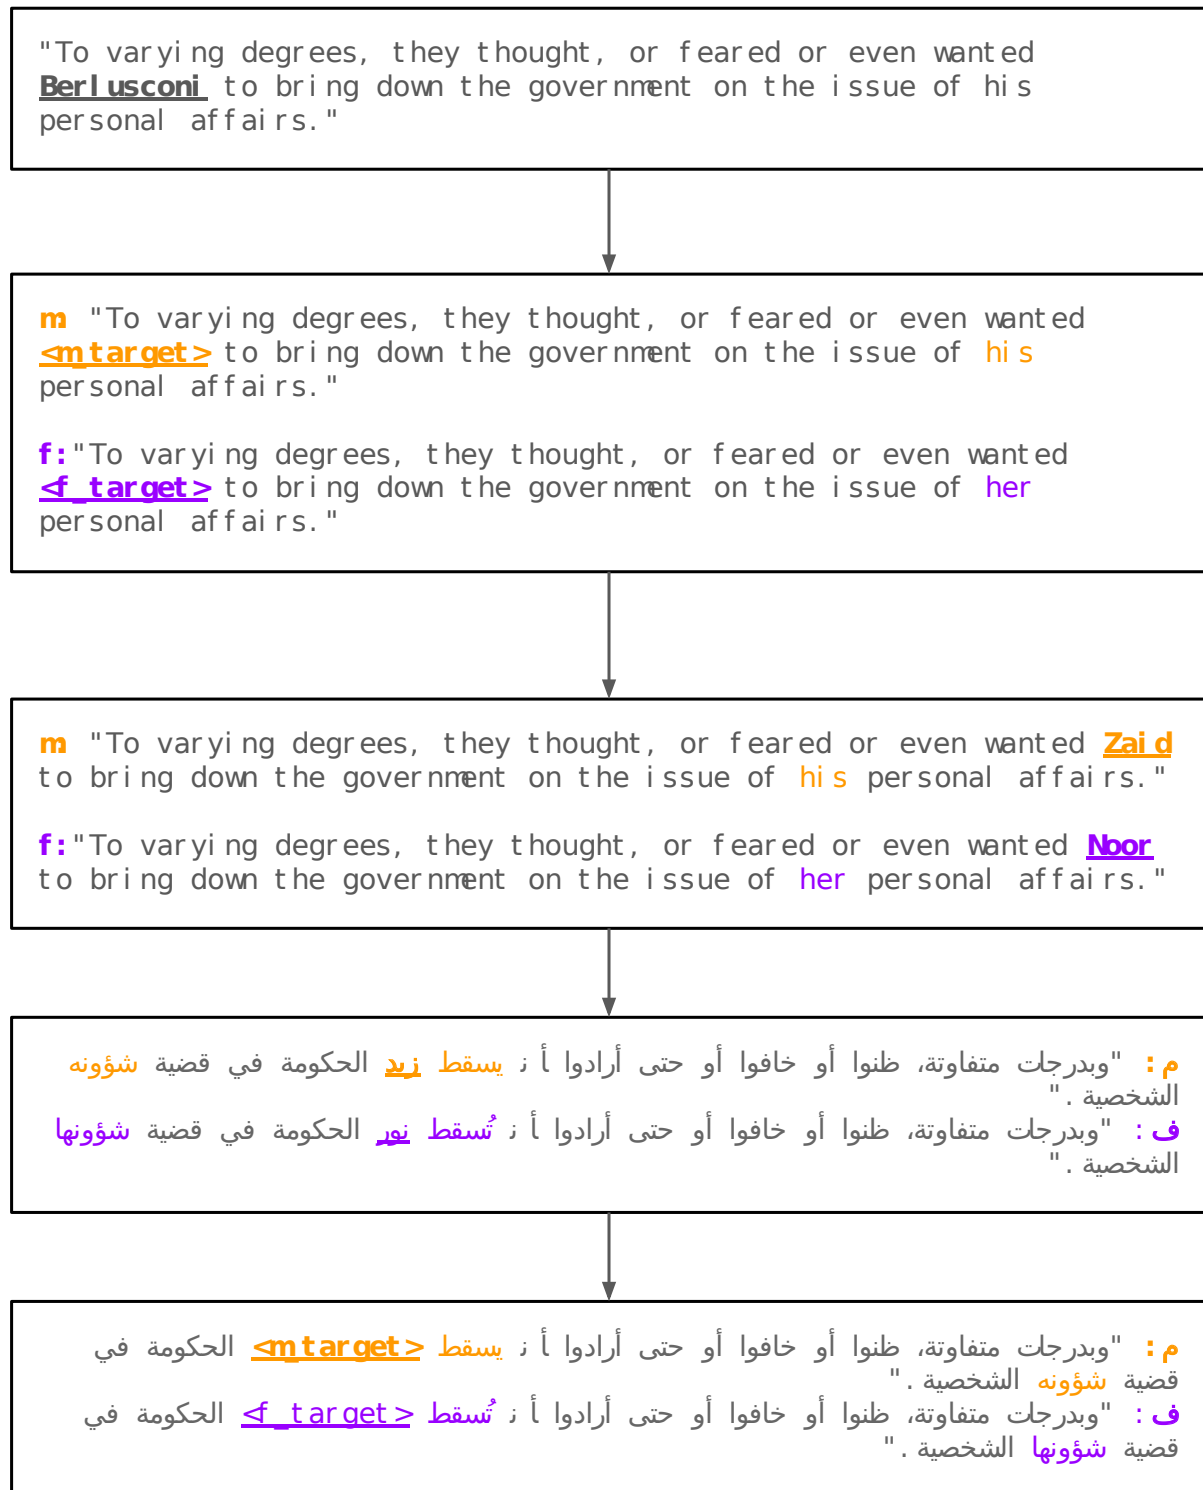 "To varying degrees, they thought, or feared or even wanted
Berlusconi to bring down the government on the issue of his
personal affairs."
m: "To varying degrees, they thought, or feared or even wanted
<m_target> to bring down the government on the issue of his
personal affairs."
f:"To varying degrees, they thought, or feared or even wanted
<f_target> to bring down the government on the issue of her
personal affairs."
m: "To varying degrees, they thought, or feared or even wanted Zaid
to bring down the government on the issue of his personal affairs."
f:"To varying degrees, they thought, or feared or even wanted Noor
to bring down the government on the issue of her personal affairs."
م: "وبدرجات متفاوتة، ظنوا أو خافوا أو حتى أرادوا أن يسقط زيد الحكومة في قضية شؤونه
الشخصية."
ف: "وبدرجات متفاوتة، ظنوا أو خافوا أو حتى أرادوا أن تُسقط نور الحكومة في قضية شؤونها
الشخصية."
م: "وبدرجات متفاوتة، ظنوا أو خافوا أو حتى أرادوا أن يسقط <m_target> الحكومة في
قضية شؤونه الشخصية."
ف: "وبدرجات متفاوتة، ظنوا أو خافوا أو حتى أرادوا أن تُسقط <f_target> الحكومة في
قضية شؤونها الشخصية."